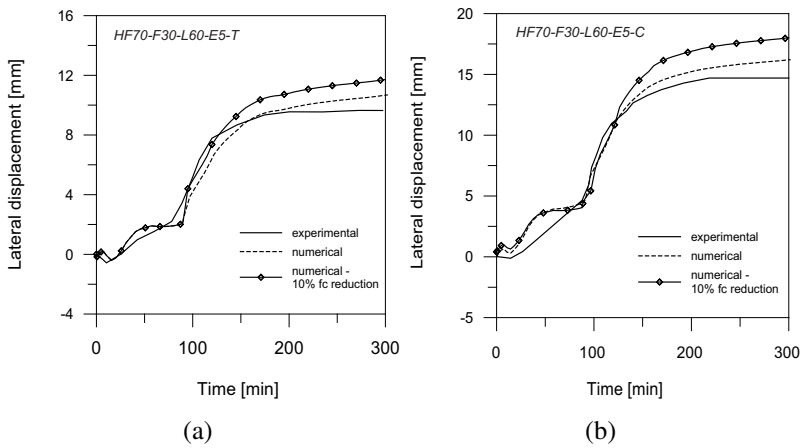 HF70-F30-L60-E5-T
Lateral displacement [mm]
16
12
8
4
0
-4
experimental
numerical
numerical -
10% fc reduction
0 100 200 300
Time [min]
(a)
HF70-F30-L60-E5-C
Lateral displacement [mm]
20
15
10
5
0
-5
experimental
numerical
numerical -
10% fc reduction
0 100 200 300
Time [min]
(b)